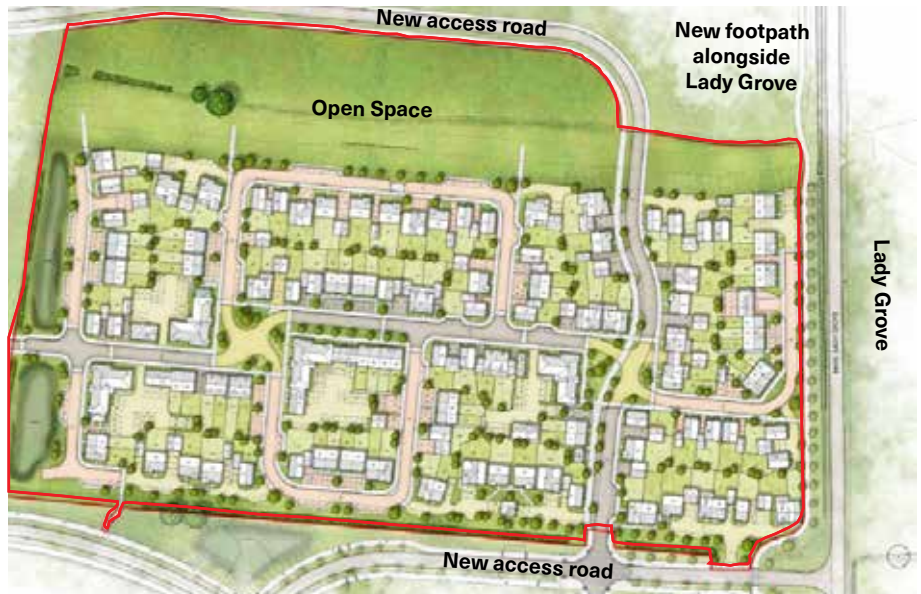 New access road
New footpath
alongside
Lady Grove
Open Space
Lady Grove
New access road